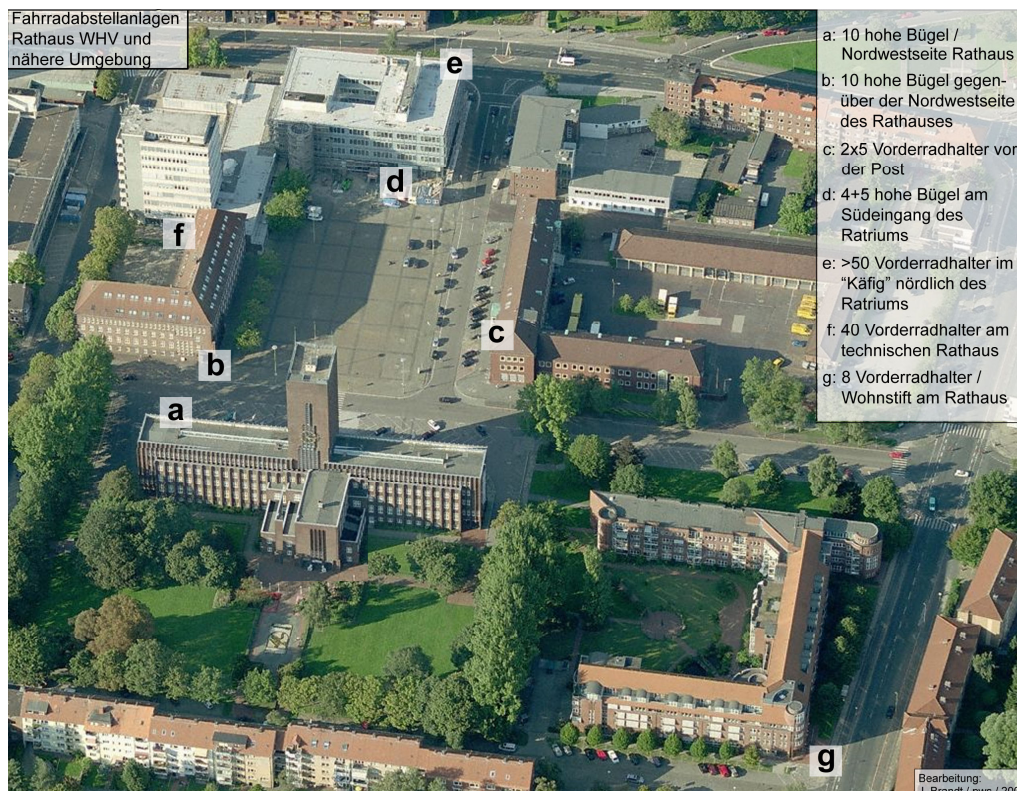 Fahrradabstellanlagen
Rathaus WHV und
nähere Umgebung
a: 10 hohe Bügel /
Nordwestseite Rathaus
b: 10 hohe Bügel gegen-
über der Nordwestseite
des Rathauses
c: 2x5 Vorderradhalter vor
der Post
d: 4+5 hohe Bügel am
Südeingang des
Ratriums
e: >50 Vorderradhalter im
“Käfig” nördlich des
Ratriums
f: 40 Vorderradhalter am
technischen Rathaus
g: 8 Vorderradhalter /
Wohnstift am Rathaus
e
d
f
c
b
a
g
Bearbeitung: